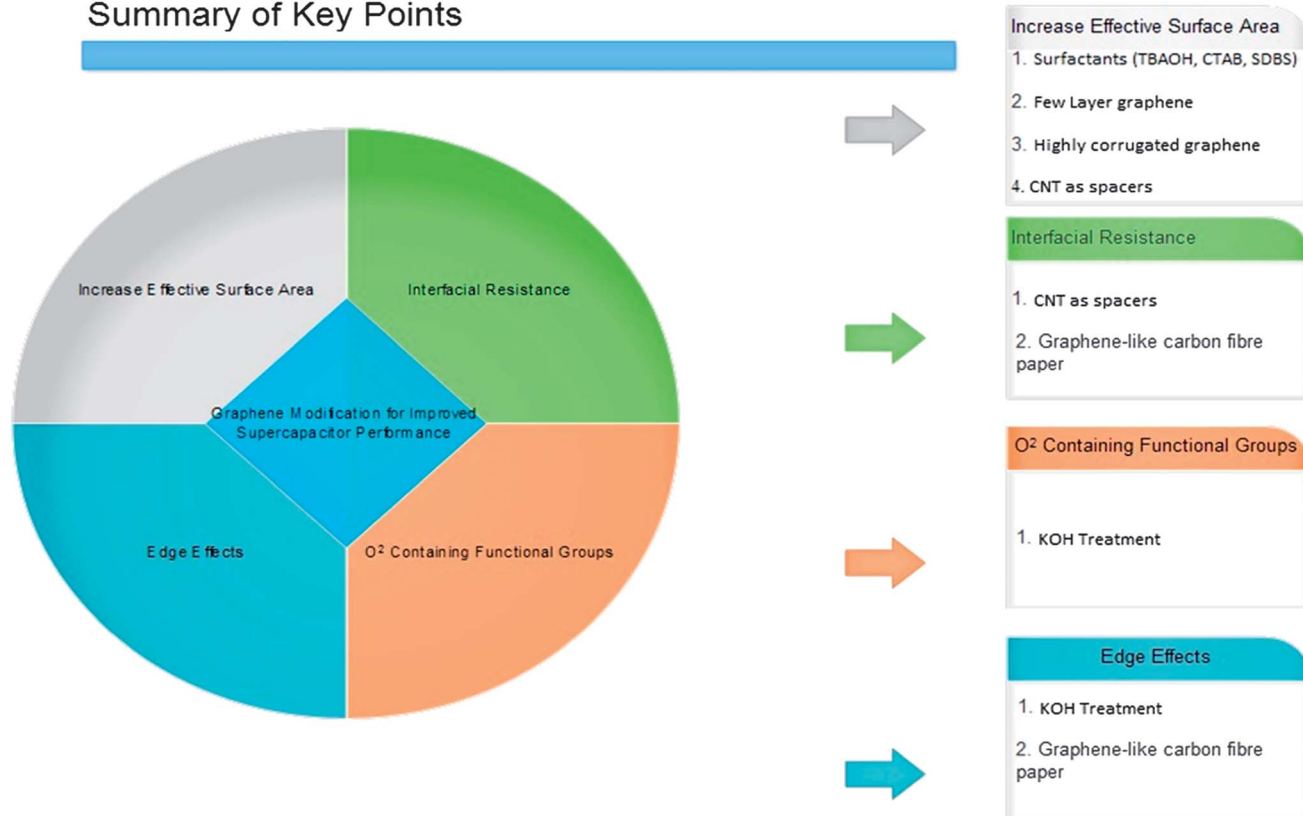 Summary of Key Points
Increase Effective Surface Area
Interfacial Resistance
Graphene Modification for Improved
Supercapacitor Performance
Edge Effects
O² Containing Functional Groups
Increase Effective Surface Area
1. Surfactants (TBAOH, CTAB, SDBS)
2. Few Layer graphene
3. Highly corrugated graphene
4. CNT as spacers
Interfacial Resistance
1. CNT as spacers
2. Graphene-like carbon fibre
paper
O² Containing Functional Groups
1. KOH Treatment
Edge Effects
1. KOH Treatment
2. Graphene-like carbon fibre
paper